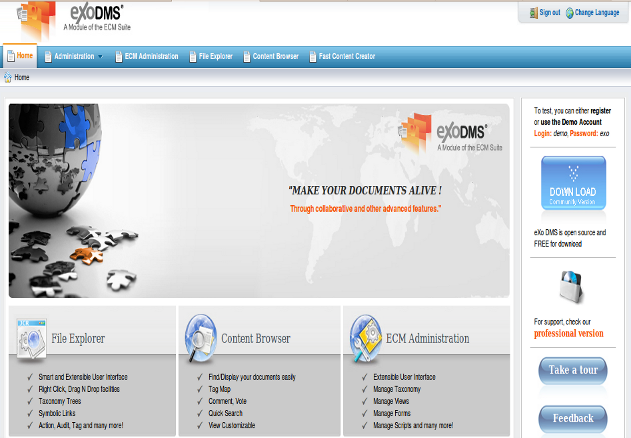 eXoDMS®
A Module of the ECM Suite
Sign out Change Language
Home Administration ECM Administration File Explorer Content Browser Fast Content Creator
Home
eXoDMS®
A Module of the ECM Suite
"MAKE YOUR DOCUMENTS ALIVE !
Through collaborative and other advanced features."
File Explorer
Smart and Extensible User Interface
Right Click, Drag N Drop facilities
Taxonomy Trees
Symbolic Links
Action, Audit, Tag and many more!
Content Browser
Find/Display your documents easily
Tag Map
Comment, Vote
Quick Search
View Customizable
ECM Administration
Extensible User Interface
Manage Taxonomy
Manage Views
Manage Forms
Manage Scripts and many more!
To test, you can either register
or use the Demo Account
Login: demo, Password: exo
DOWNLOAD
Community Version
eXo DMS is open source and
FREE for download
For support, check our
professional version
Take a tour
Feedback